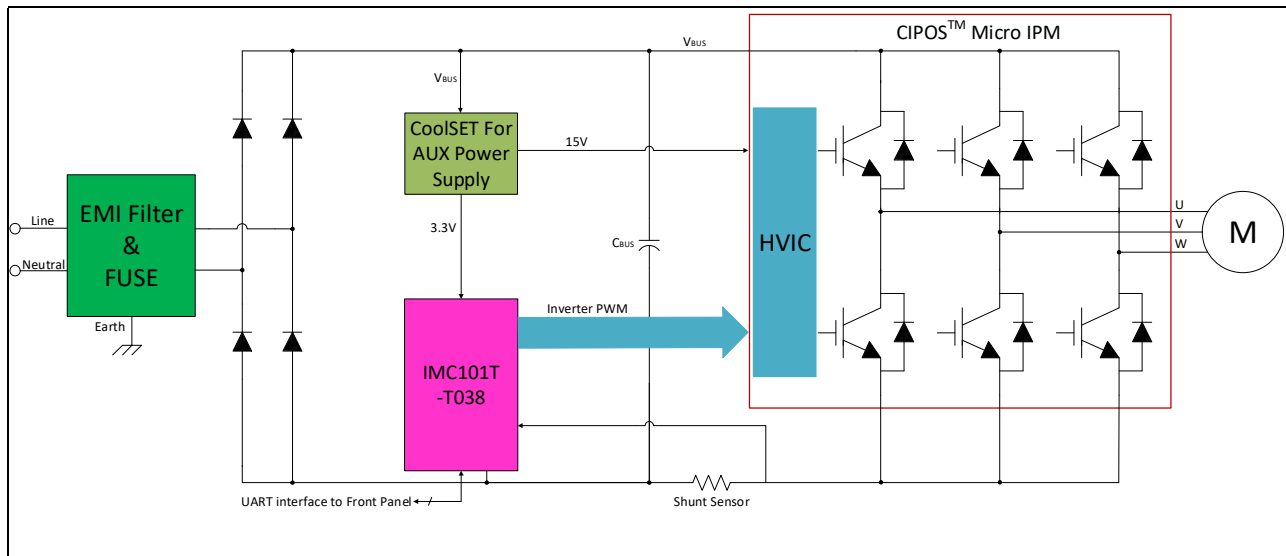 CIPOS™ Micro IPM
VBUS
VBUS
CoolSET For
AUX Power
Supply
15V
EMI Filter
&
FUSE
Line
Neutral
Earth
3.3V
CBUS
HVIC
U
V
W
M
Inverter PWM
IMC101T
-T038
UART interface to Front Panel
Shunt Sensor